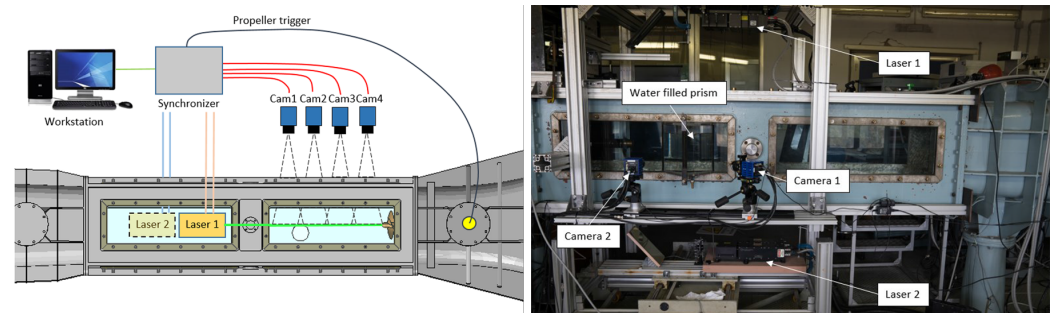 Propeller trigger
Cam1 Cam2 Cam3 Cam4
Synchronizer
Workstation
Laser 2
Laser 1
Laser 1
Water filled prism
Camera 1
Camera 2
Laser 2